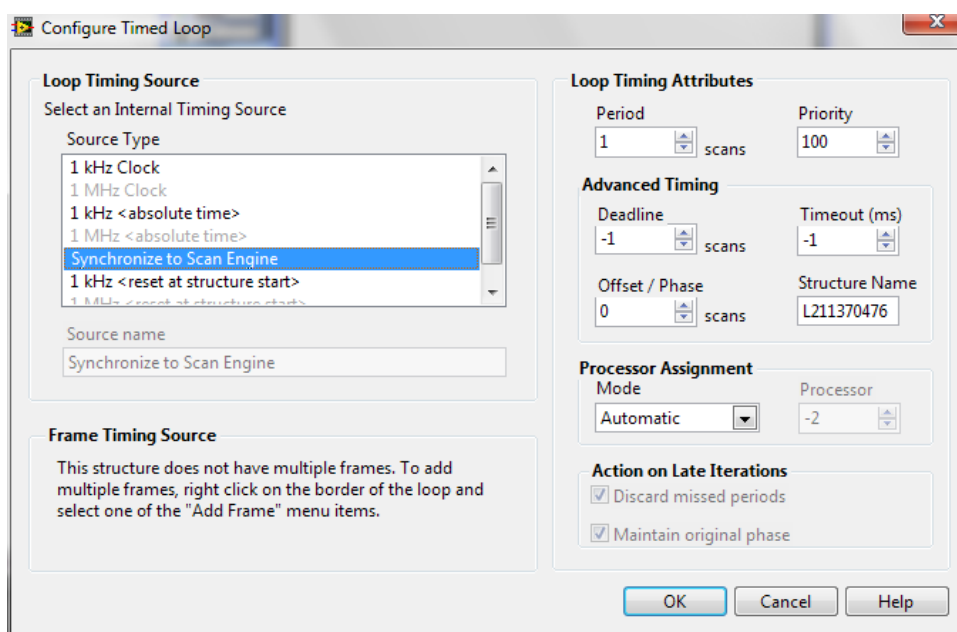 Configure Timed Loop
Loop Timing Source
Select an Internal Timing Source
Source Type
1 kHz Clock
1 MHz Clock
1 kHz <absolute time>
1 MHz <absolute time>
Synchronize to Scan Engine
1 kHz <reset at structure start>
1 MHz <reset at structure start>
Source name
Synchronize to Scan Engine
Frame Timing Source
This structure does not have multiple frames. To add
multiple frames, right click on the border of the loop and
select one of the "Add Frame" menu items.
Loop Timing Attributes
Period
Priority
1 scans
100
Advanced Timing
Deadline
Timeout (ms)
-1 scans
-1
Offset / Phase
Structure Name
0 scans
L211370476
Processor Assignment
Mode
Processor
Automatic
-2
Action on Late Iterations
Discard missed periods
Maintain original phase
OK
Cancel
Help